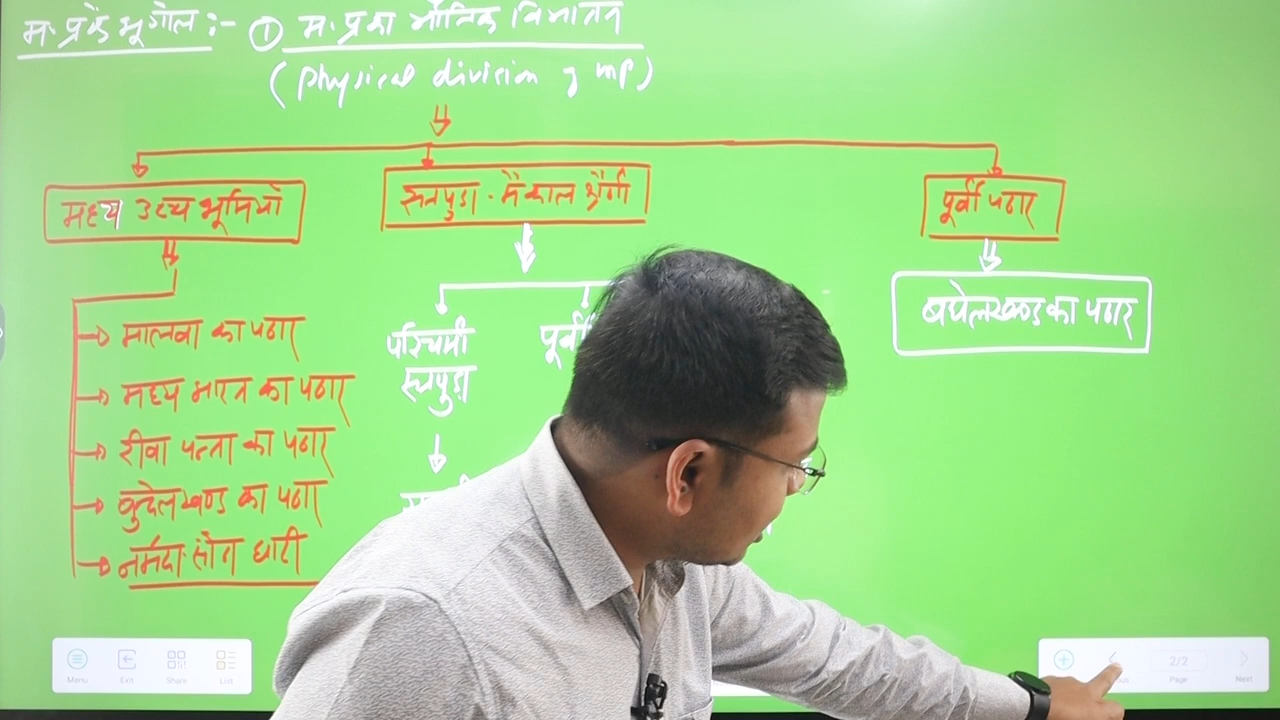 म. प्र के भूगोल :- ① म. प्र का भौतिक विभाजन
(Physical division of MP)
मध्य उच्च भूमियाँ
सतपुड़ा - मैकाल श्रेणी
पूर्वी पठार
बघेलखण्ड का पठार
पश्चिमी
सतपुड़ा
पूर्वी
→ मालवा का पठार
→ मध्य भारत का पठार
→ रीवा पन्ना का पठार
→ बुन्देलखण्ड का पठार
→ नर्मदा-सोन घाटी
Menu Exit Share List
2/2
Page Next